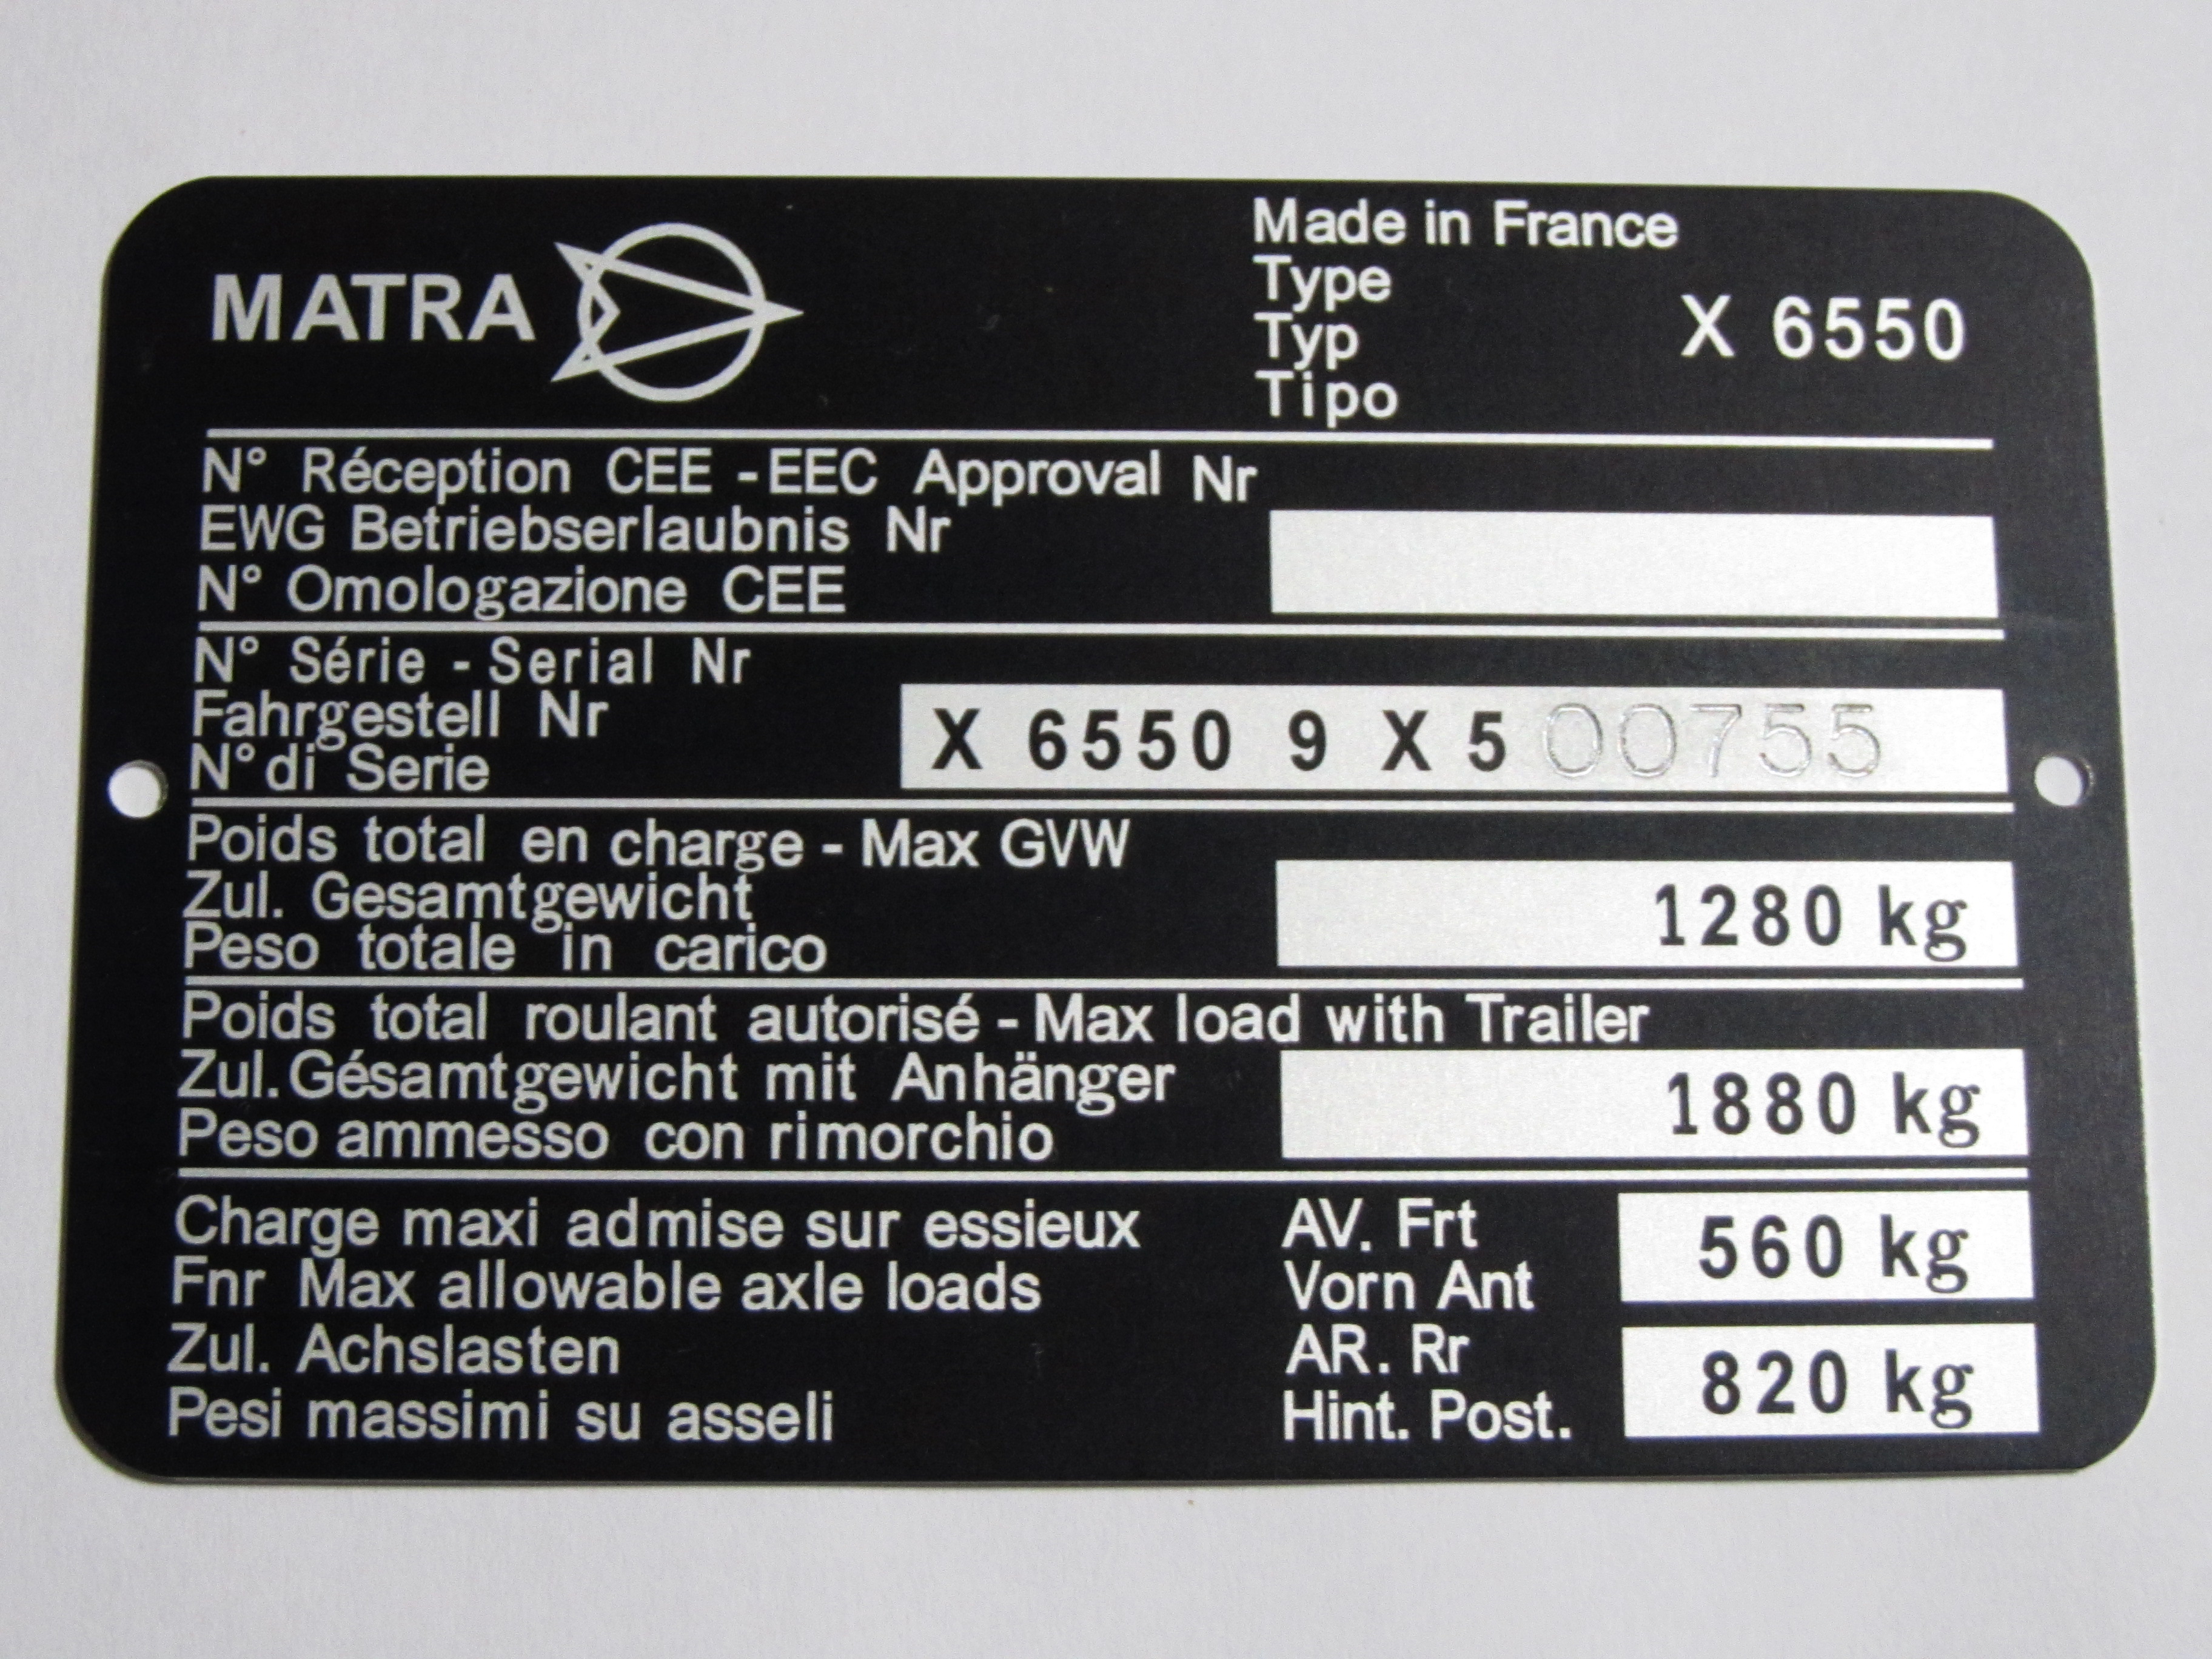 MATRA
Made in France
Type
Typ
Tipo
X 6550
N° Réception CEE - EEC Approval Nr
EWG Betriebserlaubnis Nr
N° Omologazione CEE
N° Série - Serial Nr
Fahrgestell Nr
N° di Serie
X 6550 9 X 5 00755
Poids total en charge - Max GVW
Zul. Gesamtgewicht
Peso totale in carico
1280 kg
Poids total roulant autorisé - Max load with Trailer
Zul. Gésamtgewicht mit Anhänger
Peso ammesso con rimorchio
1880 kg
Charge maxi admise sur essieux
Fnr Max allowable axle loads
Zul. Achslasten
Pesi massimi su asseli
AV. Frt
Vorn Ant
560 kg
AR. Rr
Hint. Post.
820 kg